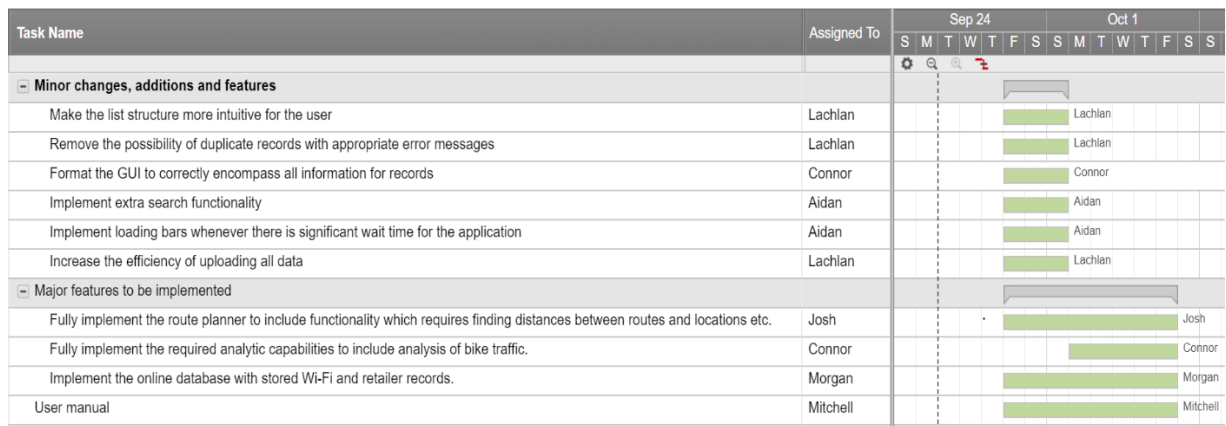 Task Name Assigned To Sep 24 Oct 1
S M T W T F S S M T W T F S S
Minor changes, additions and features
Make the list structure more intuitive for the user Lachlan Lachlan
Remove the possibility of duplicate records with appropriate error messages Lachlan Lachlan
Format the GUI to correctly encompass all information for records Connor Connor
Implement extra search functionality Aidan Aidan
Implement loading bars whenever there is significant wait time for the application Aidan Aidan
Increase the efficiency of uploading all data Lachlan Lachlan
Major features to be implemented
Fully implement the route planner to include functionality which requires finding distances between routes and locations etc. Josh Josh
Fully implement the required analytic capabilities to include analysis of bike traffic. Connor Connor
Implement the online database with stored Wi-Fi and retailer records. Morgan Morgan
User manual Mitchell Mitchell